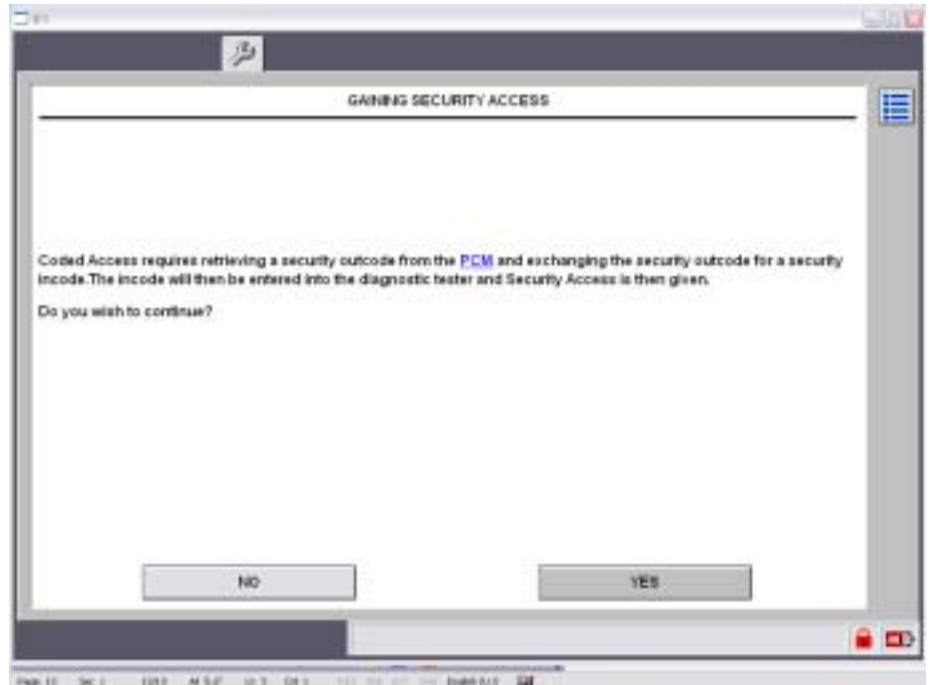 GAINING SECURITY ACCESS
Coded Access requires retrieving a security outcode from the PCM and exchanging the security outcode for a security
incode.The incode will then be entered into the diagnostic tester and Security Access is then given.
Do you wish to continue?
NO
YES